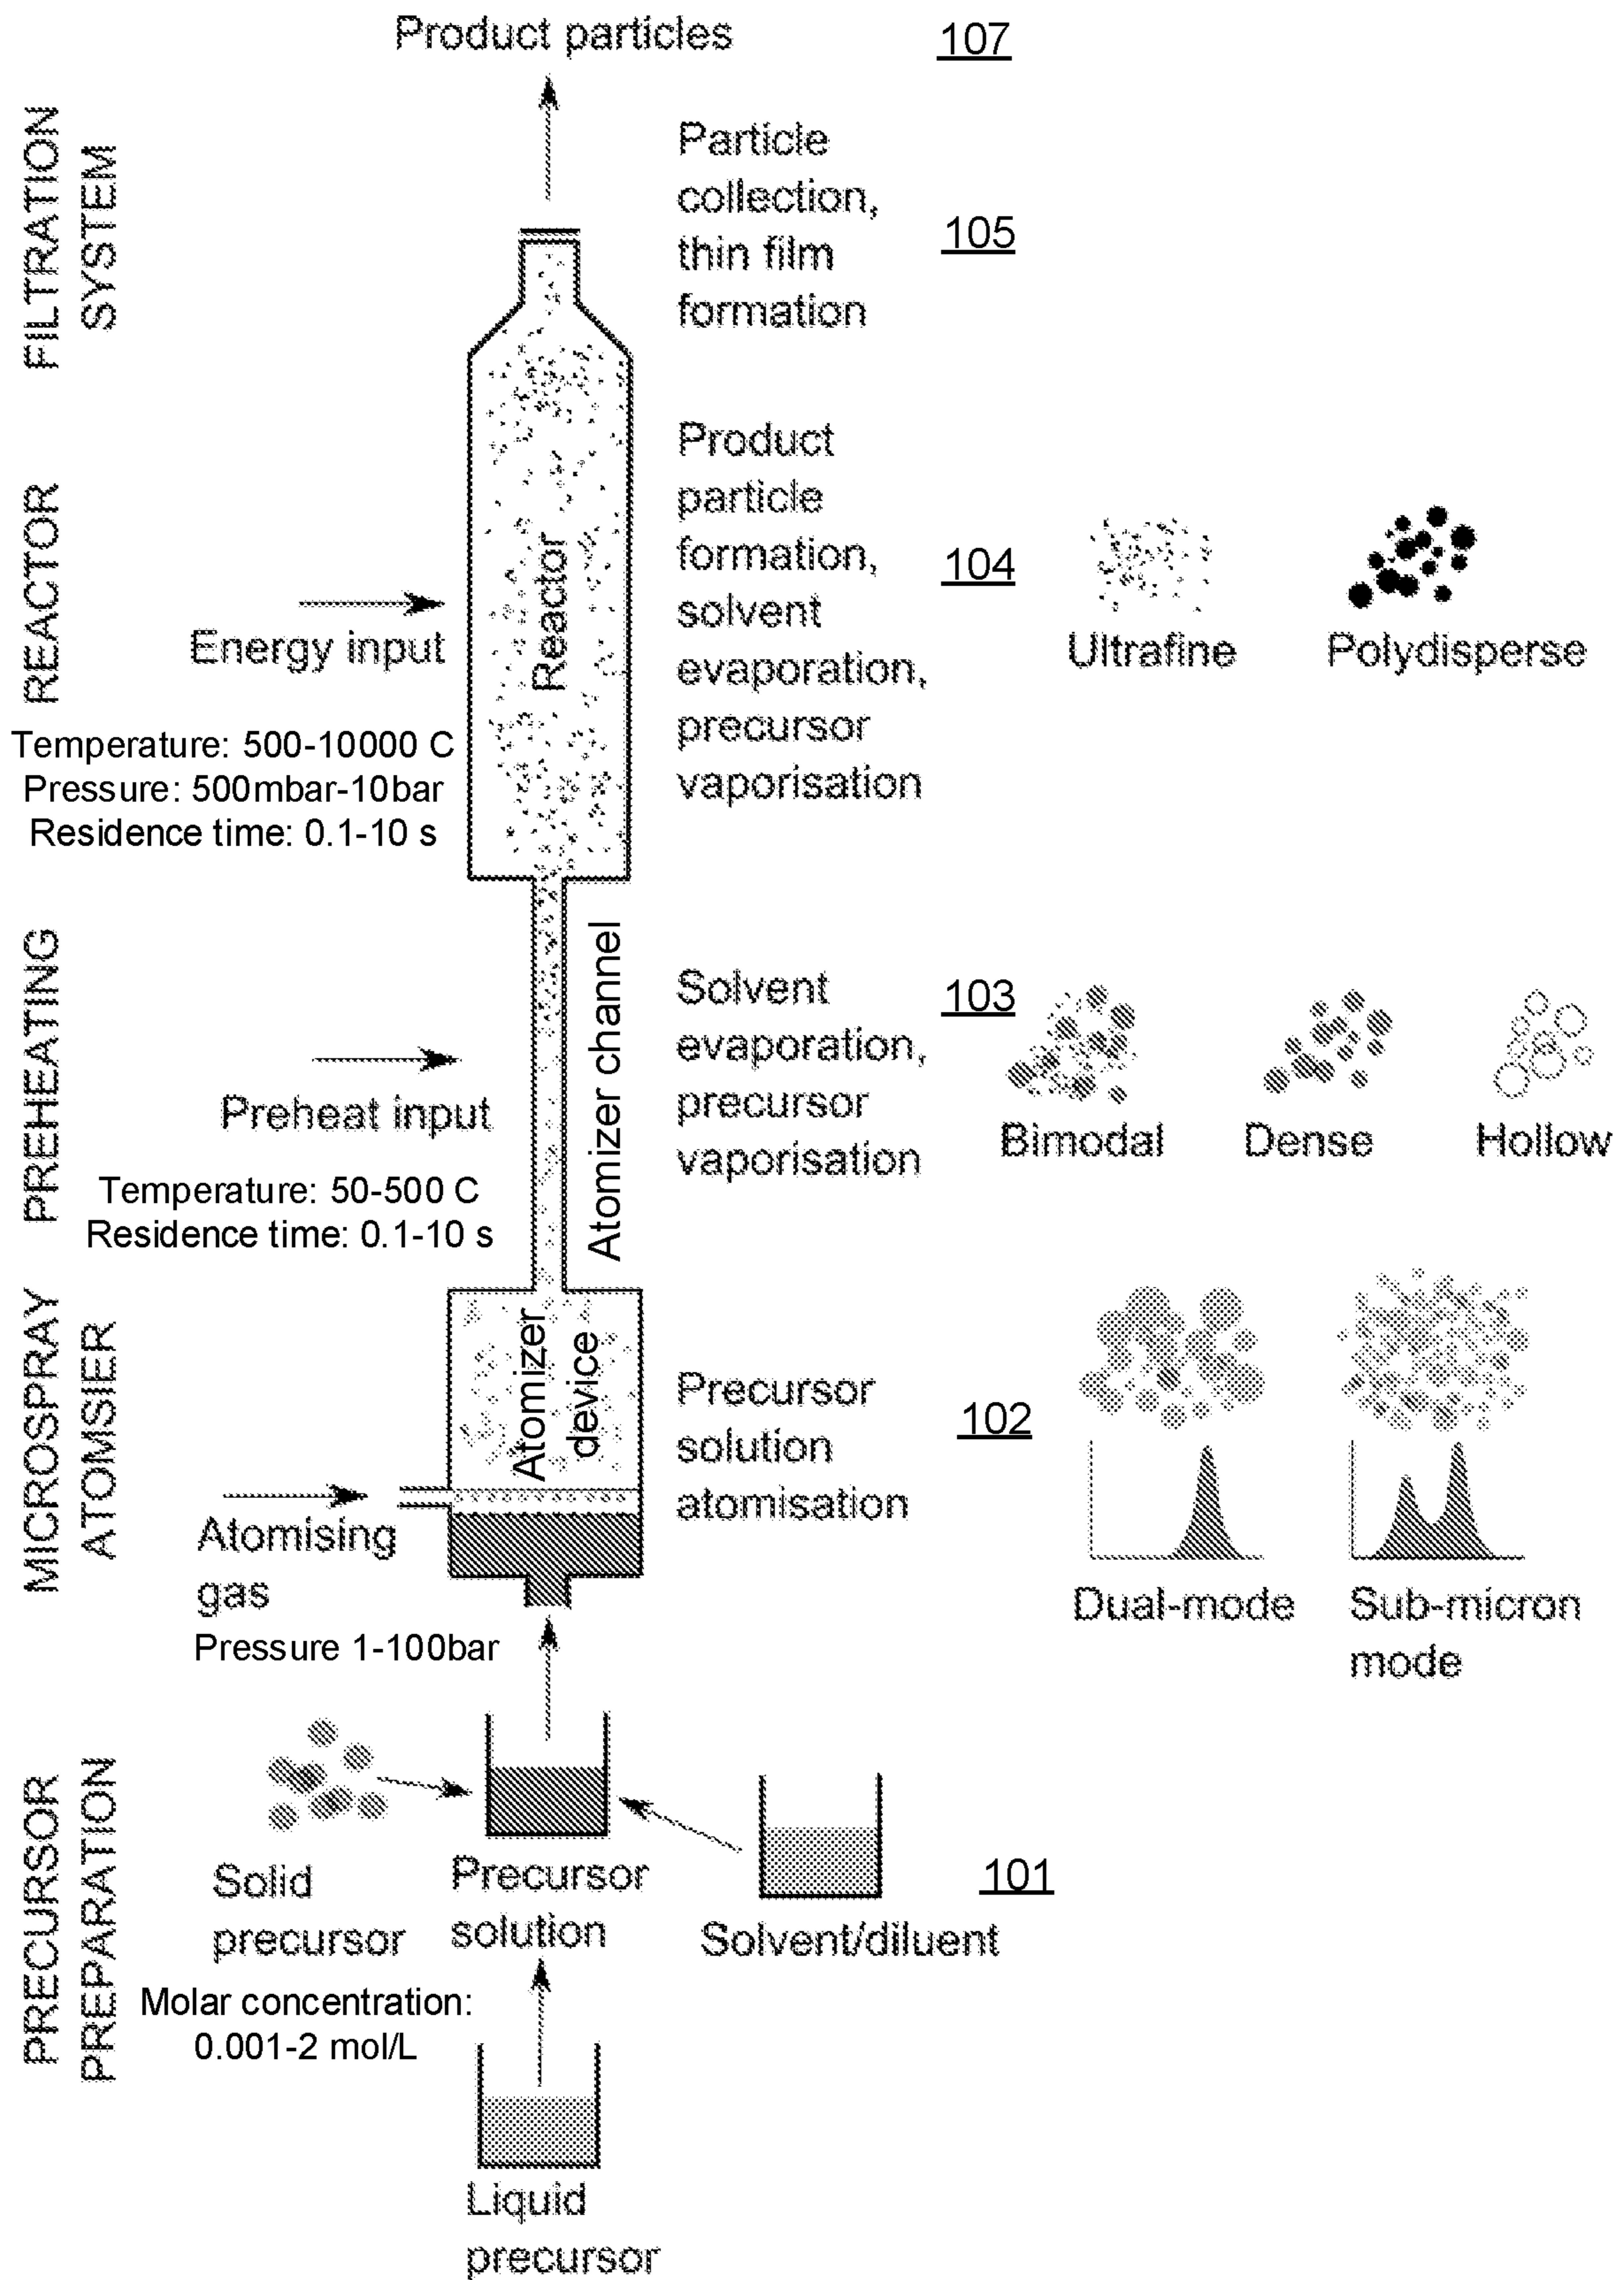 Product particles
107
FILTRATION
SYSTEM
Particle
collection,
thin film
formation
105
REACTOR
Energy input
Temperature: 500-10000 C
Pressure: 500mbar-10bar
Residence time: 0.1-10 s
Reactor
Product
particle
formation,
solvent
evaporation,
precursor
vaporisation
104
Ultrafine
Polydisperse
PREHEATING
Preheat input
Temperature: 50-500 C
Residence time: 0.1-10 s
Atomizer channel
Solvent
evaporation,
precursor
vaporisation
103
Bimodal
Dense
Hollow
MICROSPRAY
ATOMSIER
Atomizer
device
Atomising
gas
Pressure 1-100bar
Precursor
solution
atomisation
102
Dual-mode
Sub-micron
mode
PRECURSOR
PREPARATION
Solid
precursor
Precursor
solution
Solvent/diluent
101
Molar concentration:
0.001-2 mol/L
Liquid
precursor